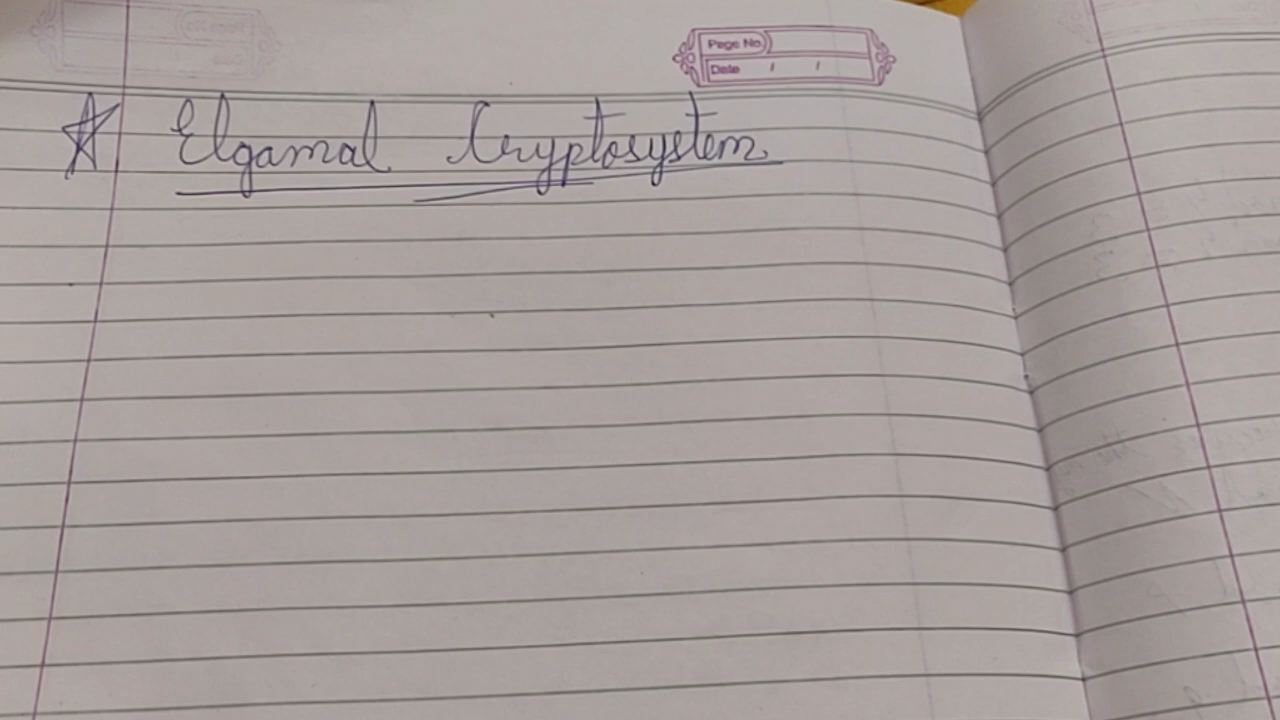 Page No.
Date / /
☆ Elgamal Cryptosystem